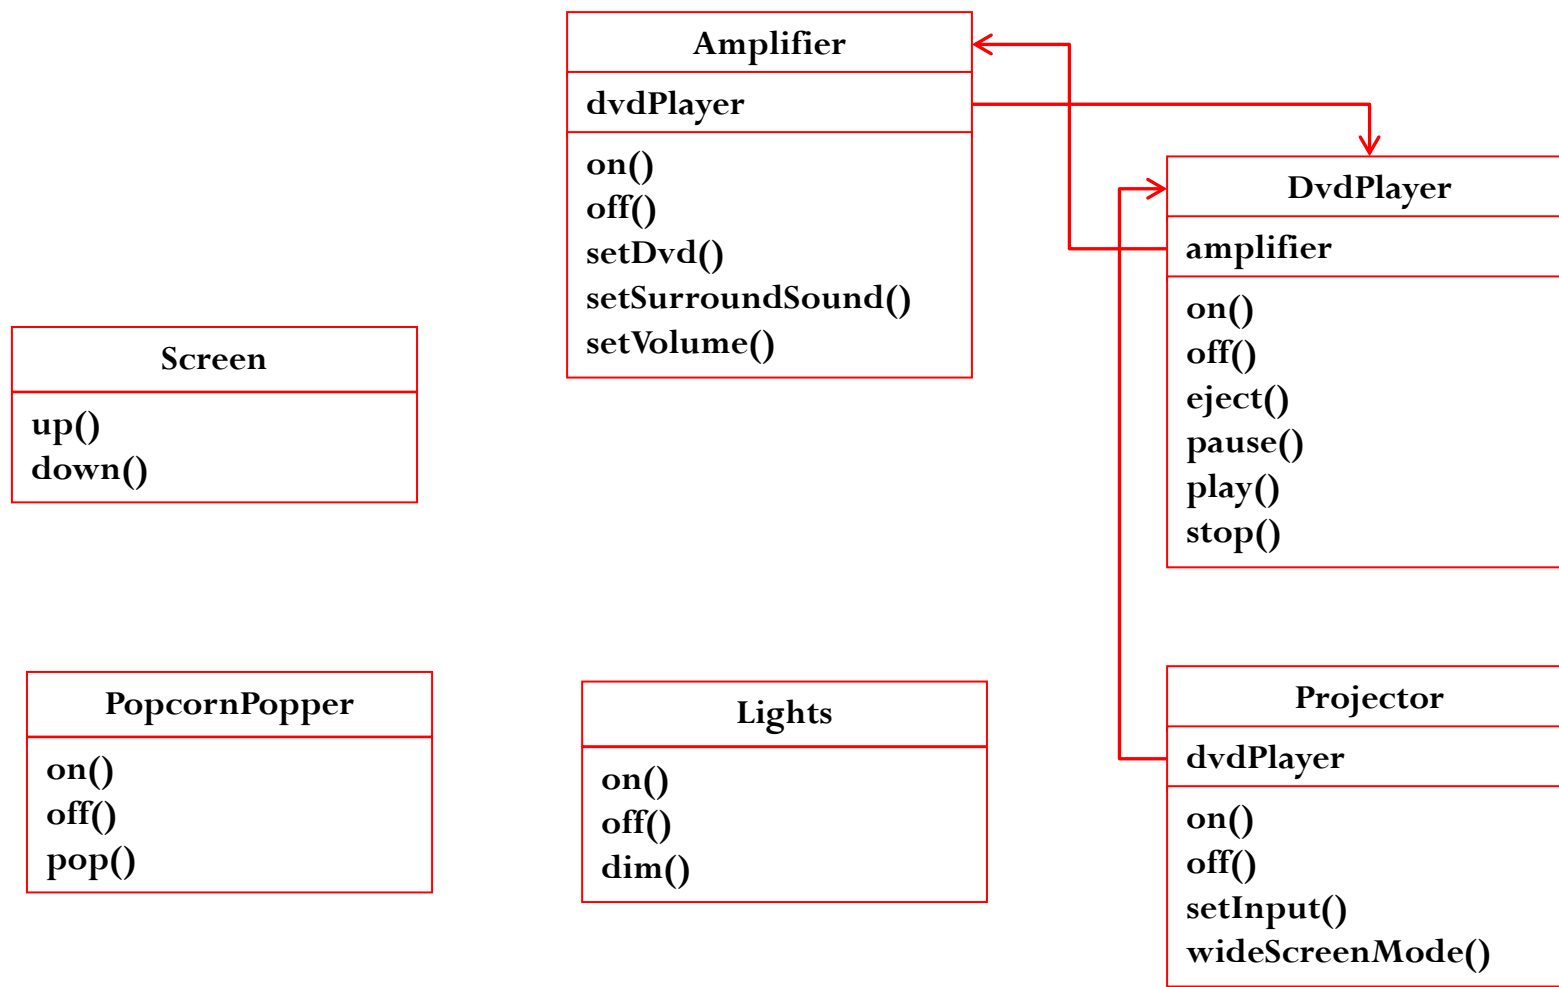 Amplifier
dvdPlayer
on()
off()
setDvd()
setSurroundSound()
setVolume()
DvdPlayer
amplifier
on()
off()
eject()
pause()
play()
stop()
Screen
up()
down()
PopcornPopper
on()
off()
pop()
Lights
on()
off()
dim()
Projector
dvdPlayer
on()
off()
setInput()
wideScreenMode()